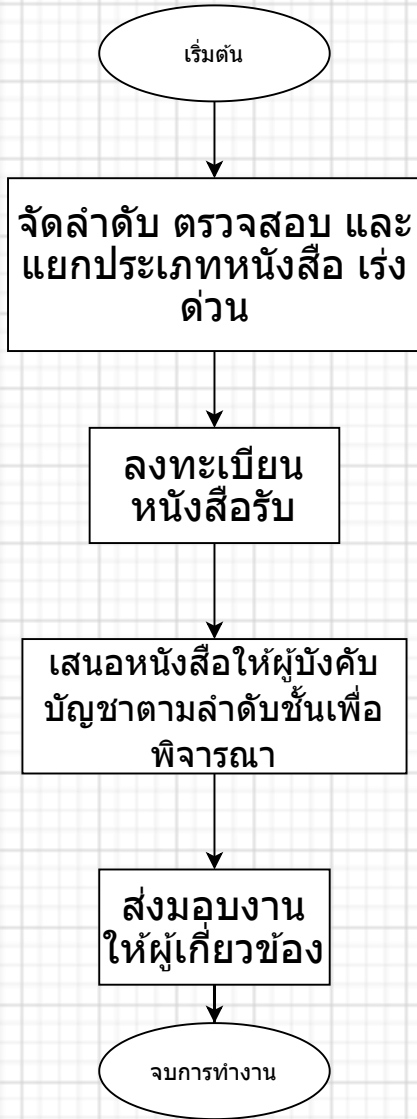 เริ่มต้น
จัดลำดับ ตรวจสอบ และ
แยกประเภทหนังสือ เร่ง
ด่วน
ลงทะเบียน
หนังสือรับ
เสนอหนังสือให้ผู้บังคับ
บัญชาตามลำดับชั้นเพื่อ
พิจารณา
ส่งมอบงาน
ให้ผู้เกี่ยวข้อง
จบการทำงาน